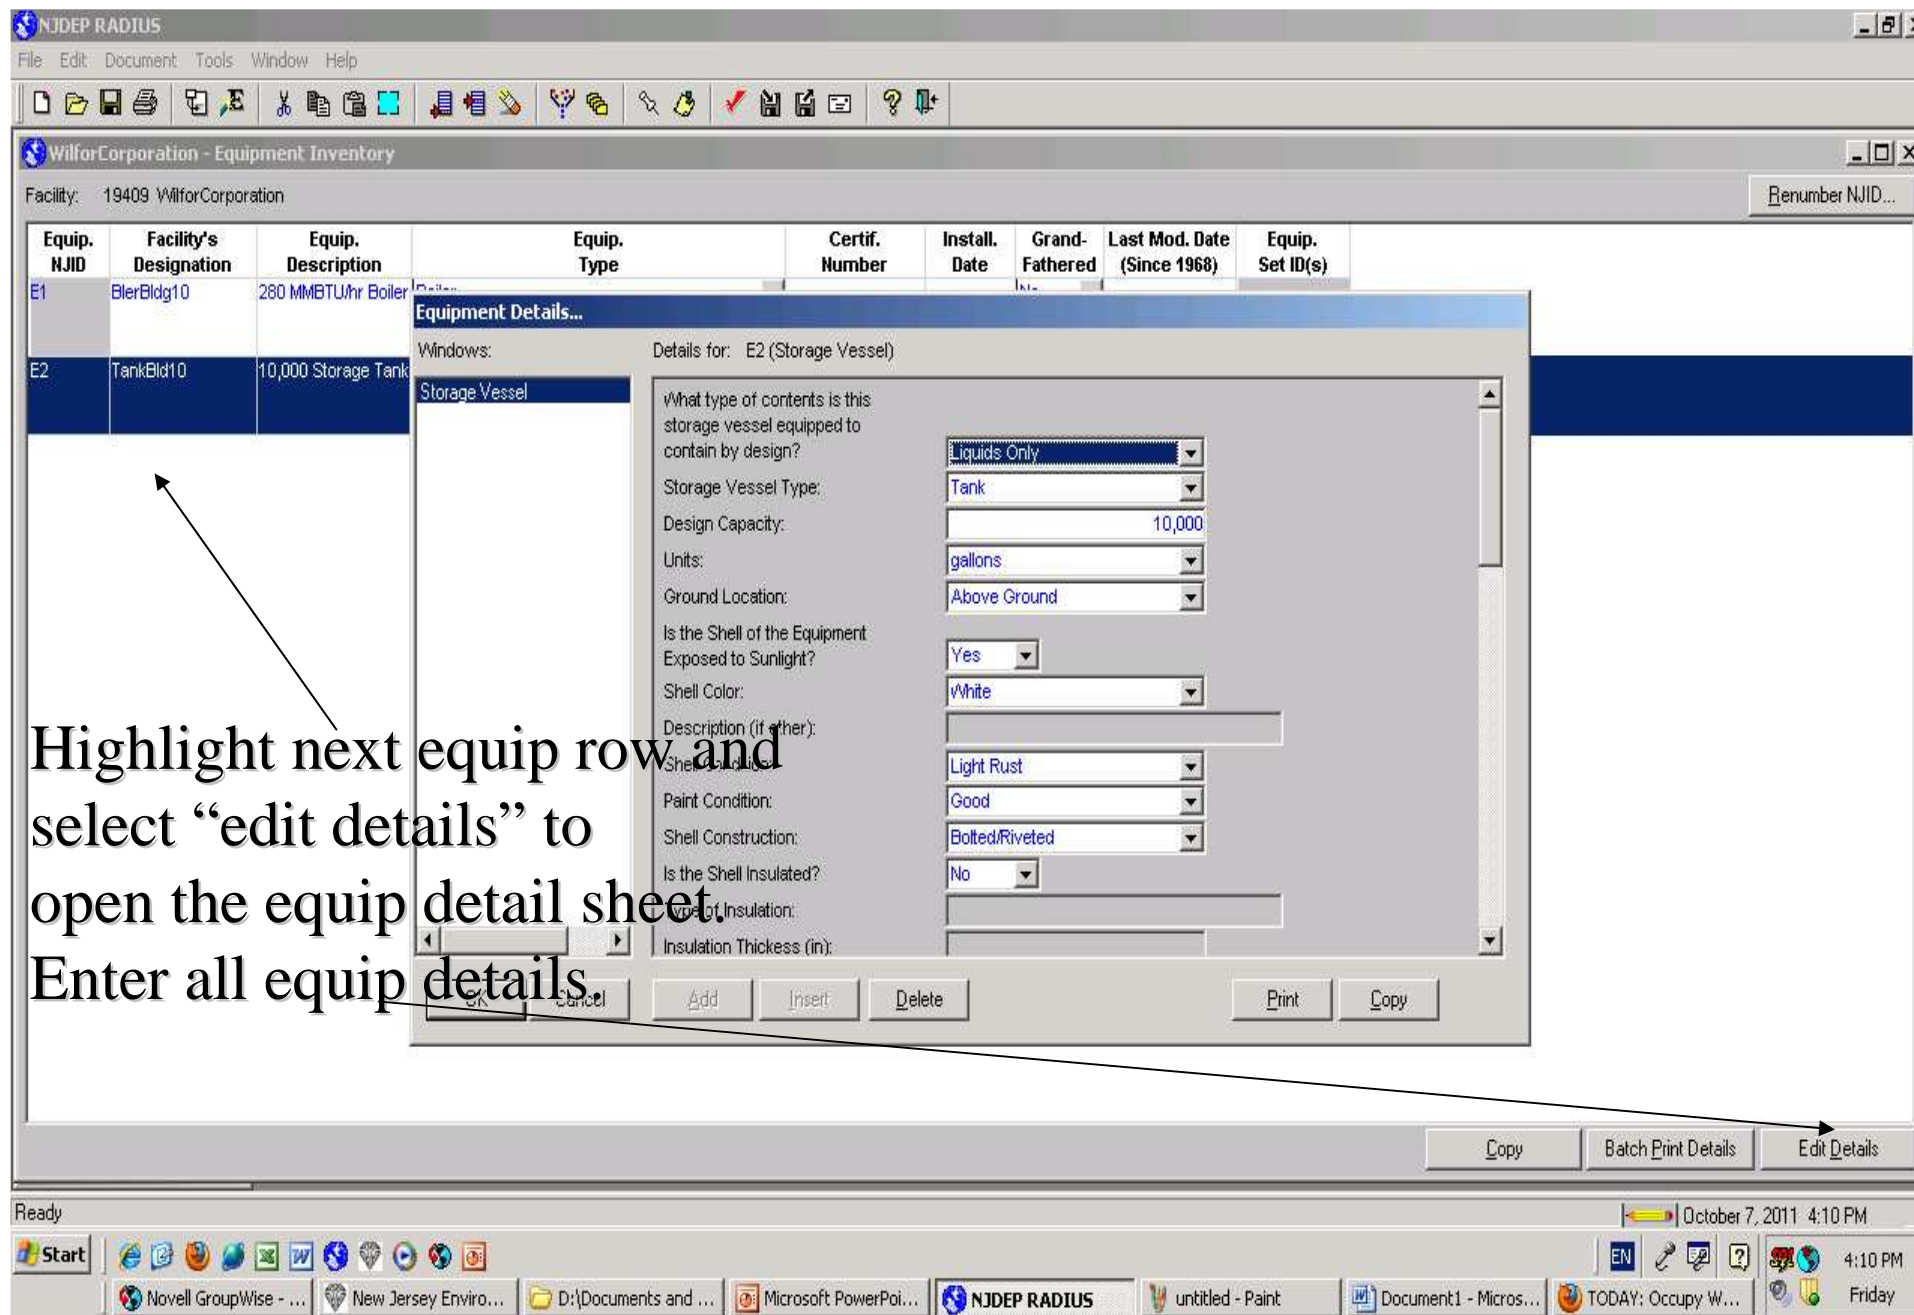 NJDEP RADIUS
File Edit Document Tools Window Help
WilforCorporation - Equipment Inventory
Facility: 19409 WilforCorporation
Renumber NJID...
Equip. NJID
Facility's Designation
Equip. Description
Equip. Type
Certif. Number
Install. Date
Grand-Fathered
Last Mod. Date (Since 1968)
Equip. Set ID(s)
E1 BlerBldg10 280 MMBTU/hr Boiler Boiler No
E2 TankBld10 10,000 Storage Tank
Equipment Details...
Windows:
Storage Vessel
Details for: E2 (Storage Vessel)
What type of contents is this
storage vessel equipped to
contain by design? Liquids Only
Storage Vessel Type: Tank
Design Capacity: 10,000
Units: gallons
Ground Location: Above Ground
Is the Shell of the Equipment
Exposed to Sunlight? Yes
Shell Color: White
Description (if other):
Shell Condition: Light Rust
Paint Condition: Good
Shell Construction: Bolted/Riveted
Is the Shell Insulated? No
Type of Insulation:
Insulation Thickess (in):
OK Cancel Add Insert Delete Print Copy
Highlight next equip row and
select “edit details” to
open the equip detail sheet.
Enter all equip details.
Copy Batch Print Details Edit Details
Ready
October 7, 2011 4:10 PM
Start
EN
4:10 PM
Novell GroupWise - ... New Jersey Enviro... D:\Documents and ... Microsoft PowerPoi... NJDEP RADIUS untitled - Paint Document1 - Micros... TODAY: Occupy W...
Friday